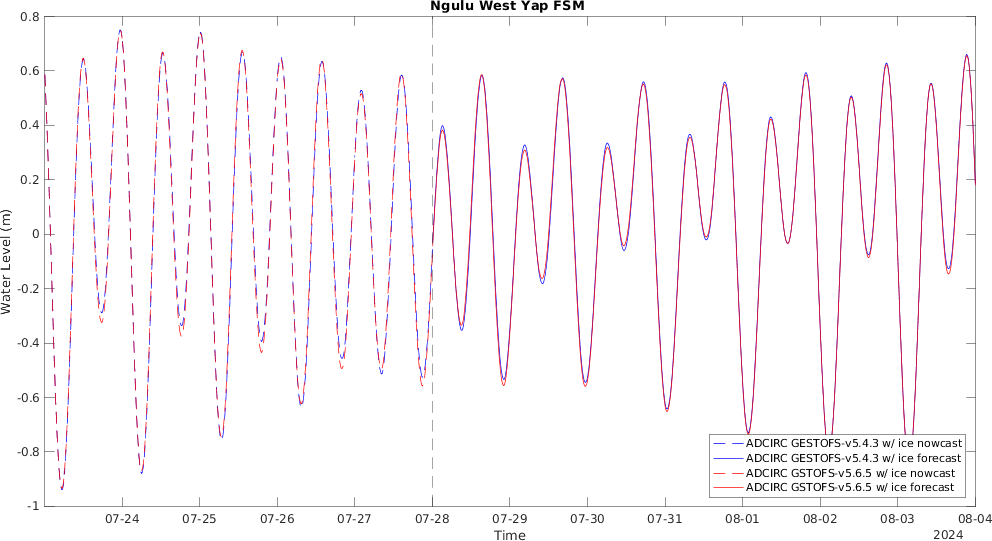 Ngulu West Yap FSM
0.8
0.6
0.4
0.2
0
-0.2
-0.4
-0.6
-0.8
-1
Water Level (m)
ADCIRC GESTOFS-v5.4.3 w/ ice nowcast
ADCIRC GESTOFS-v5.4.3 w/ ice forecast
ADCIRC GSTOFS-v5.6.5 w/ ice nowcast
ADCIRC GSTOFS-v5.6.5 w/ ice forecast
07-24 07-25 07-26 07-27 07-28 07-29 07-30 07-31 08-01 08-02 08-03 08-04
Time
2024